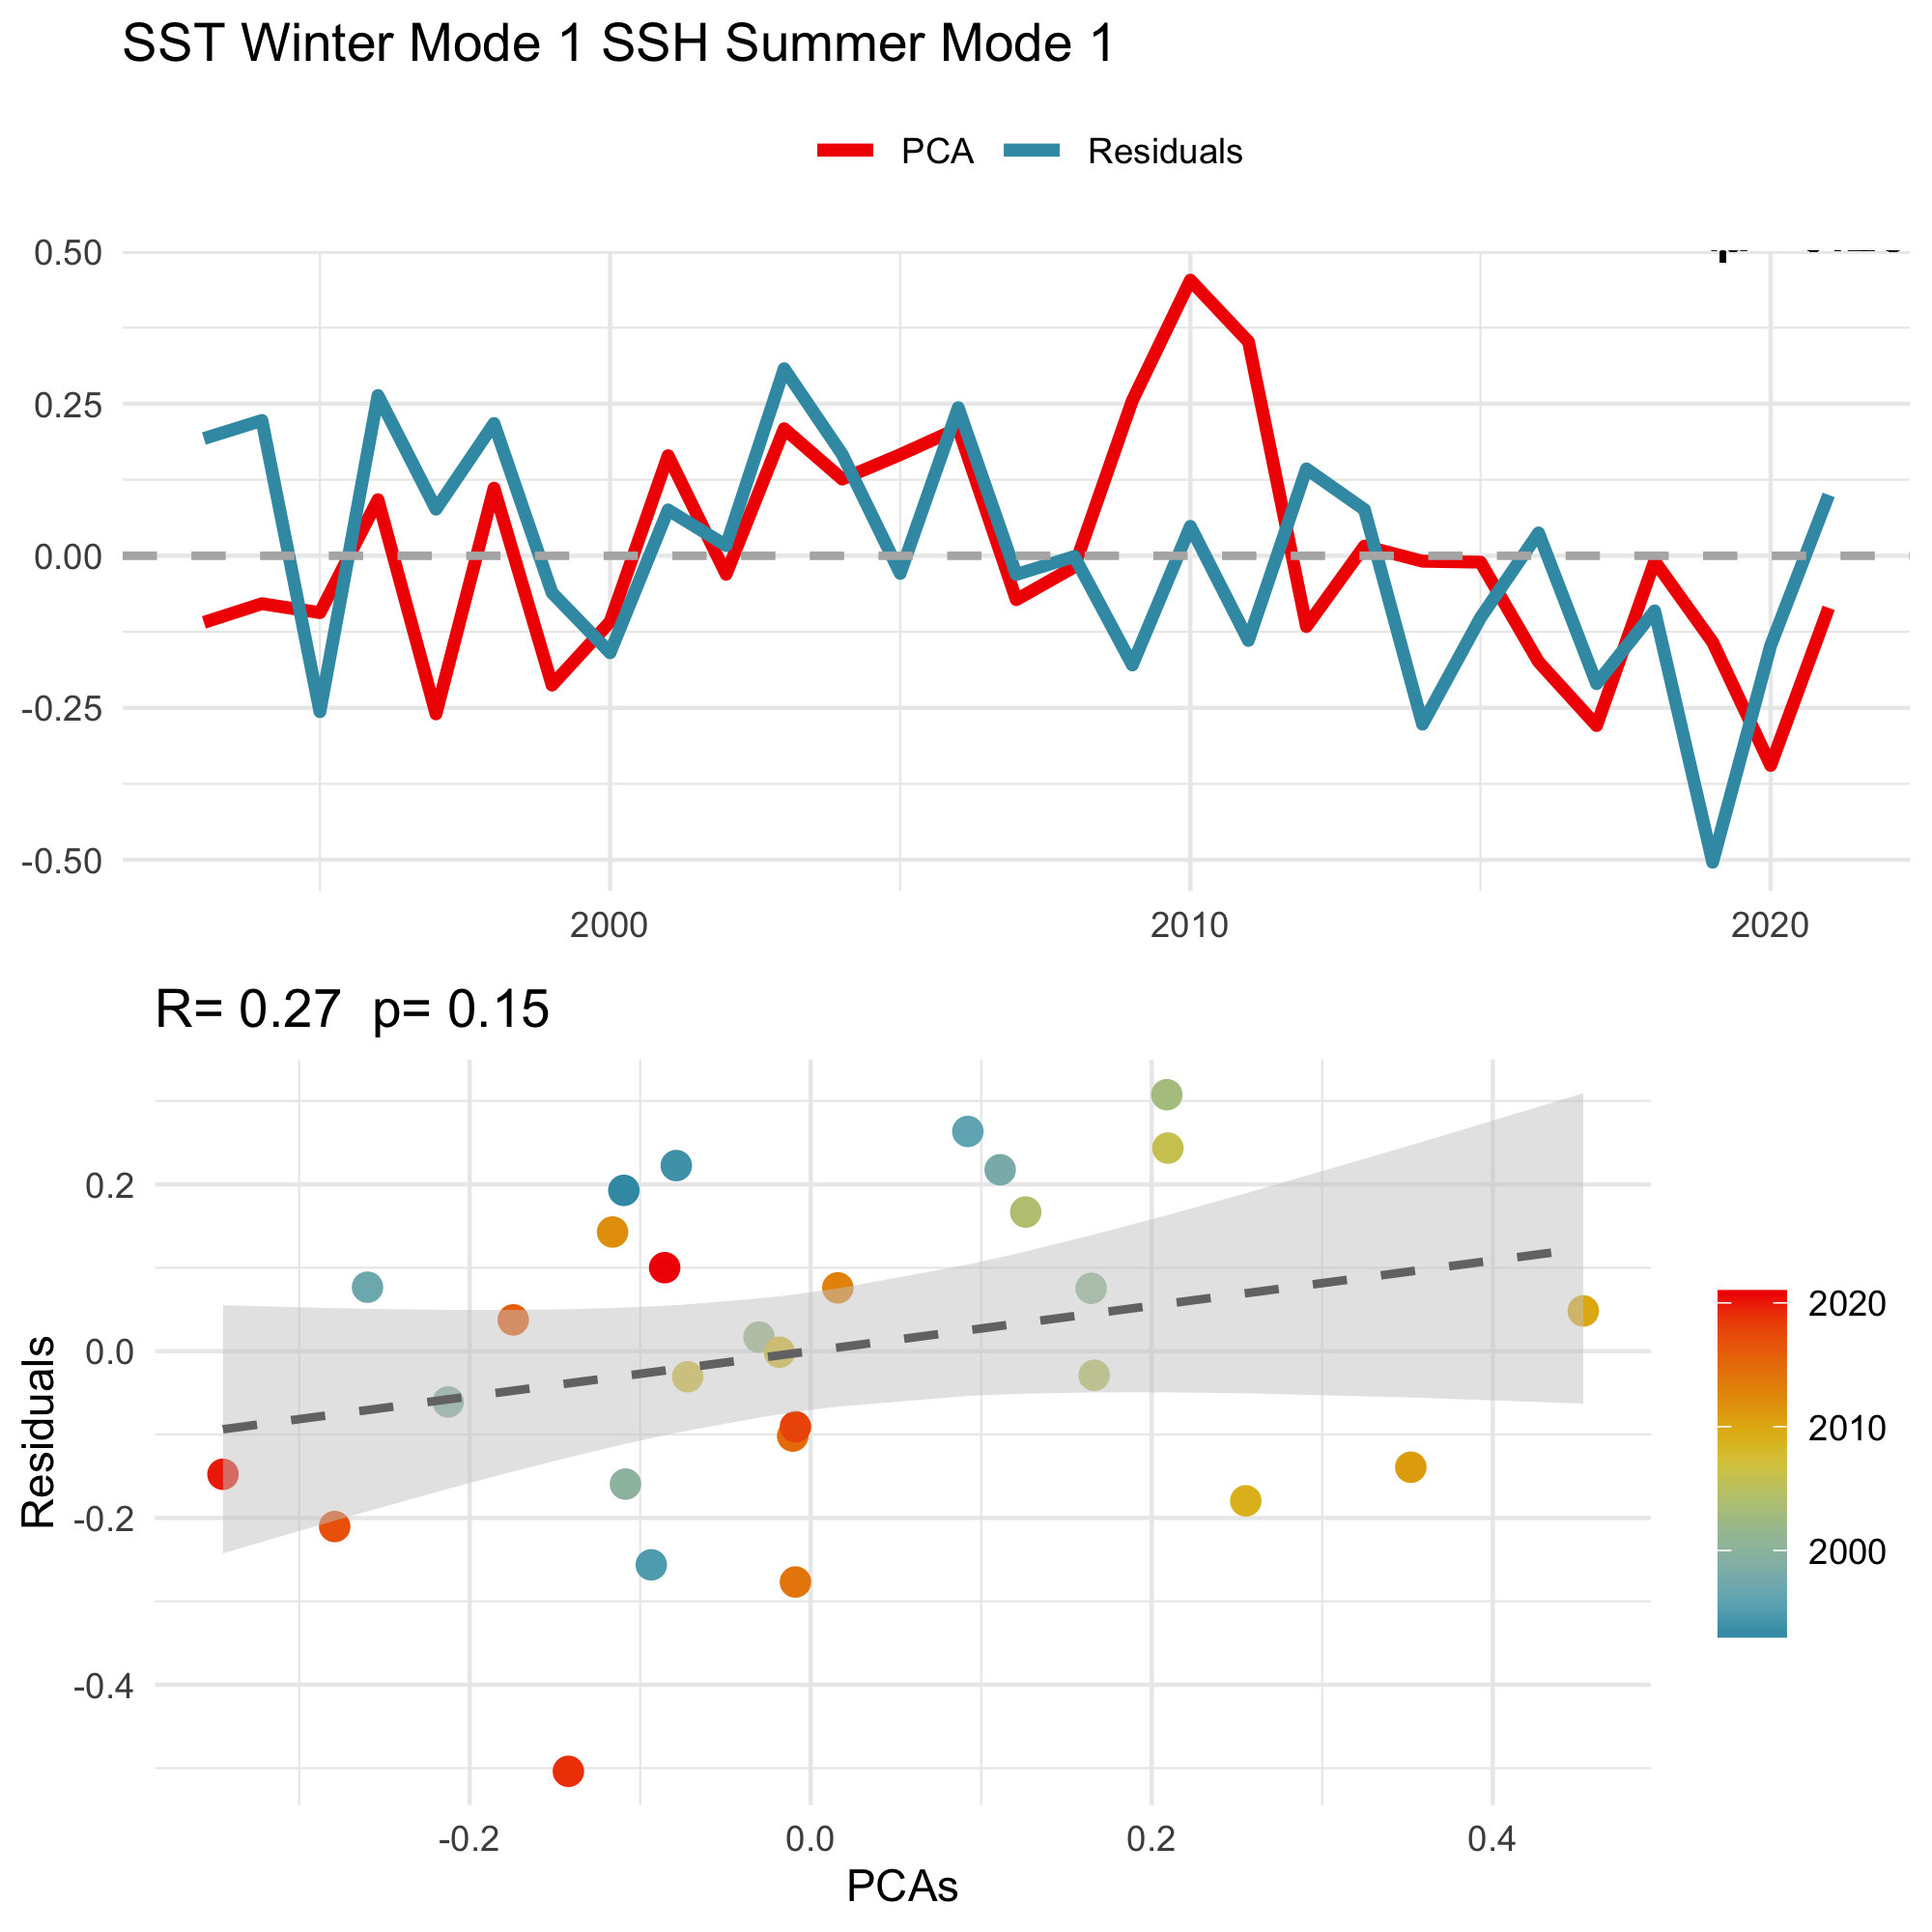 SST Winter Mode 1 SSH Summer Mode 1
PCA Residuals
0.50
0.25
0.00
-0.25
-0.50
2000 2010 2020
R= 0.27 p= 0.15
Residuals
0.2
0.0
-0.2
-0.4
-0.2 0.0 0.2 0.4
PCAs
2020
2010
2000